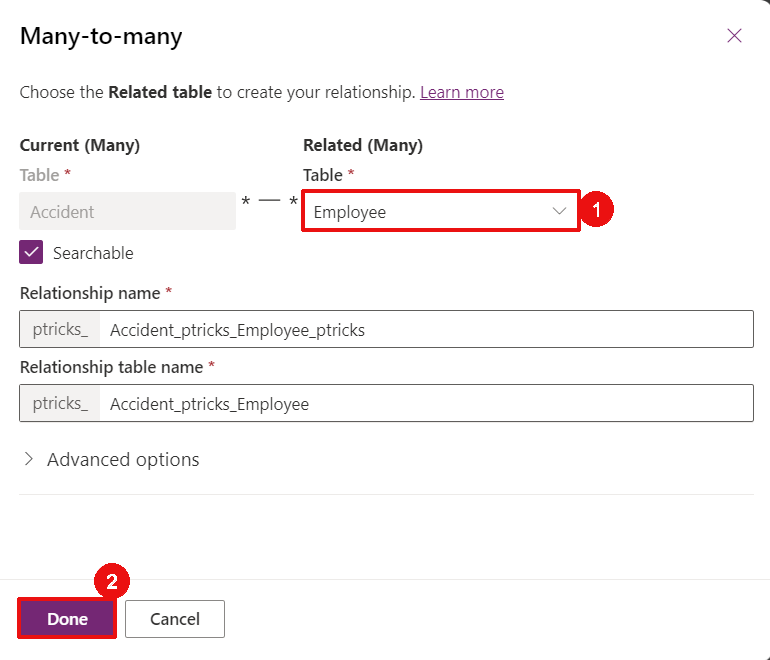 Many-to-many
Choose the Related table to create your relationship. Learn more
Current (Many)
Related (Many)
Table *
Table *
Accident
* — *
Employee
1
Searchable
Relationship name *
ptricks_ Accident_ptricks_Employee_ptricks
Relationship table name *
ptricks_ Accident_ptricks_Employee
Advanced options
2
Done
Cancel